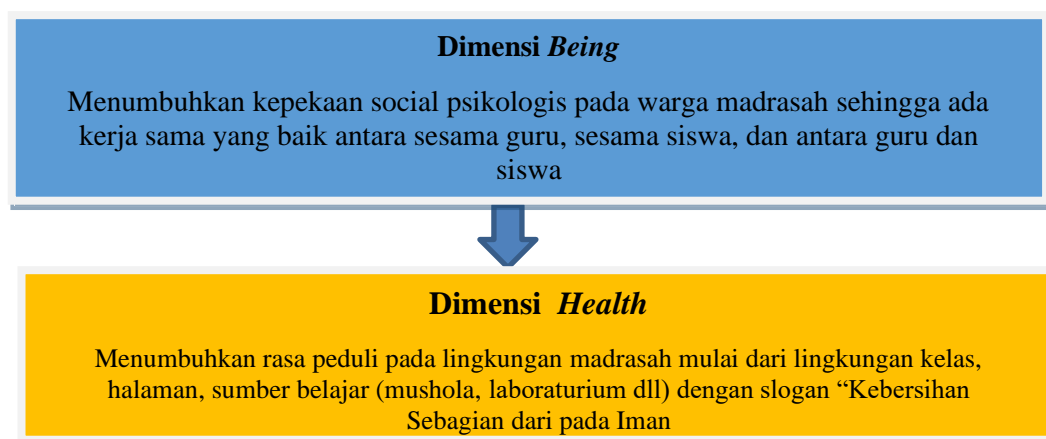 Dimensi Being
Menumbuhkan kepekaan social psikologis pada warga madrasah sehingga ada
kerja sama yang baik antara sesama guru, sesama siswa, dan antara guru dan
siswa
Dimensi Health
Menumbuhkan rasa peduli pada lingkungan madrasah mulai dari lingkungan kelas,
halaman, sumber belajar (mushola, laboraturium dll) dengan slogan “Kebersihan
Sebagian dari pada Iman